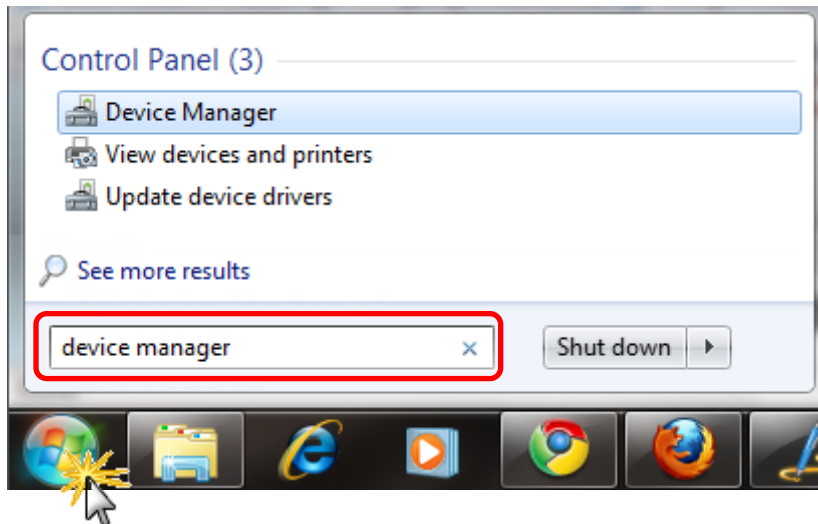 Control Panel (3)
Device Manager
View devices and printers
Update device drivers
See more results
device manager
Shut down